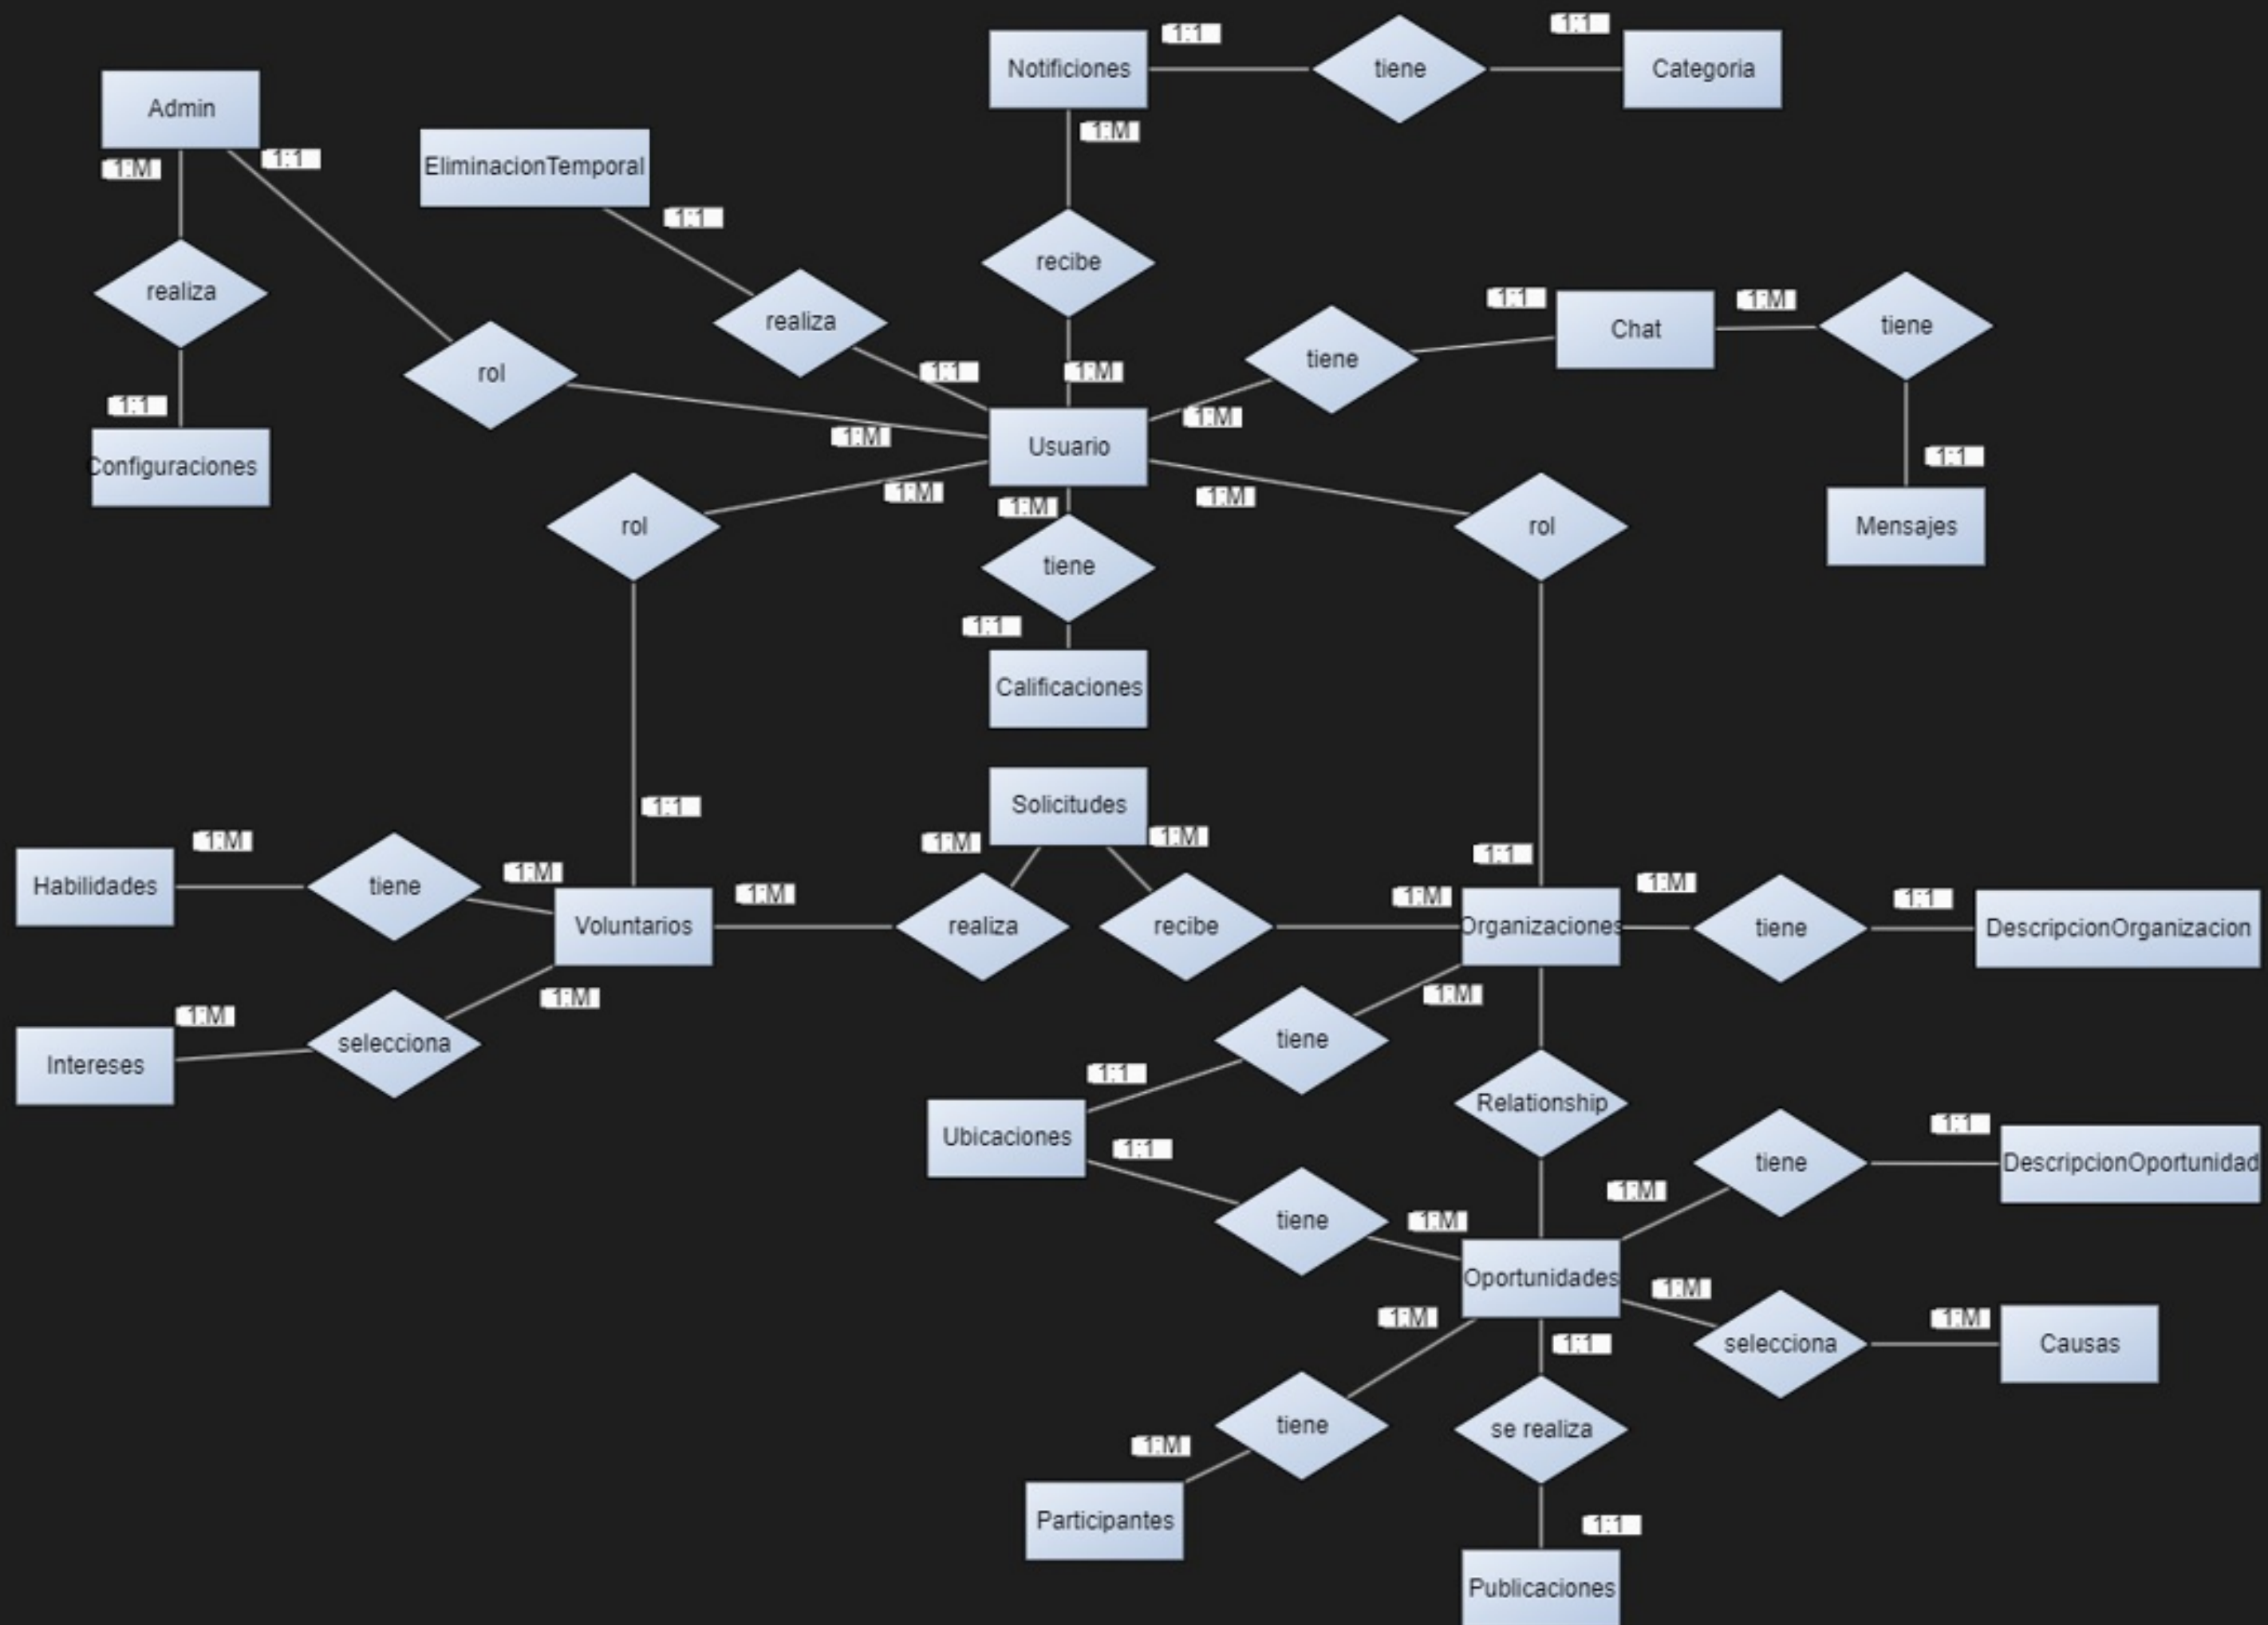 1:1
1:1
Notificiones
tiene
Categoria
Admin
1:M
1:M
1:1
EliminacionTemporal
1:1
recibe
realiza
1:1
1:M
tiene
Chat
tiene
realiza
1:1
1:M
rol
1:1
Configuraciones
1:M
1:M
Usuario
1:M
1:1
1:M
1:M
1:M
rol
tiene
rol
Mensajes
1:1
Calificaciones
1:1
Solicitudes
1:M
1:M
1:M
1:1
1:M
Habilidades
tiene
1:M
1:M
1:M
1:M
1:1
Voluntarios
realiza
recibe
Organizaciones
tiene
DescripcionOrganizacion
1:M
1:M
1:M
Intereses
selecciona
tiene
1:1
Relationship
1:1
Ubicaciones
1:1
tiene
DescripcionOportunidad
1:M
tiene
1:M
Oportunidades
1:M
1:M
1:M
1:1
selecciona
Causas
tiene
se realiza
1:M
Participantes
1:1
Publicaciones